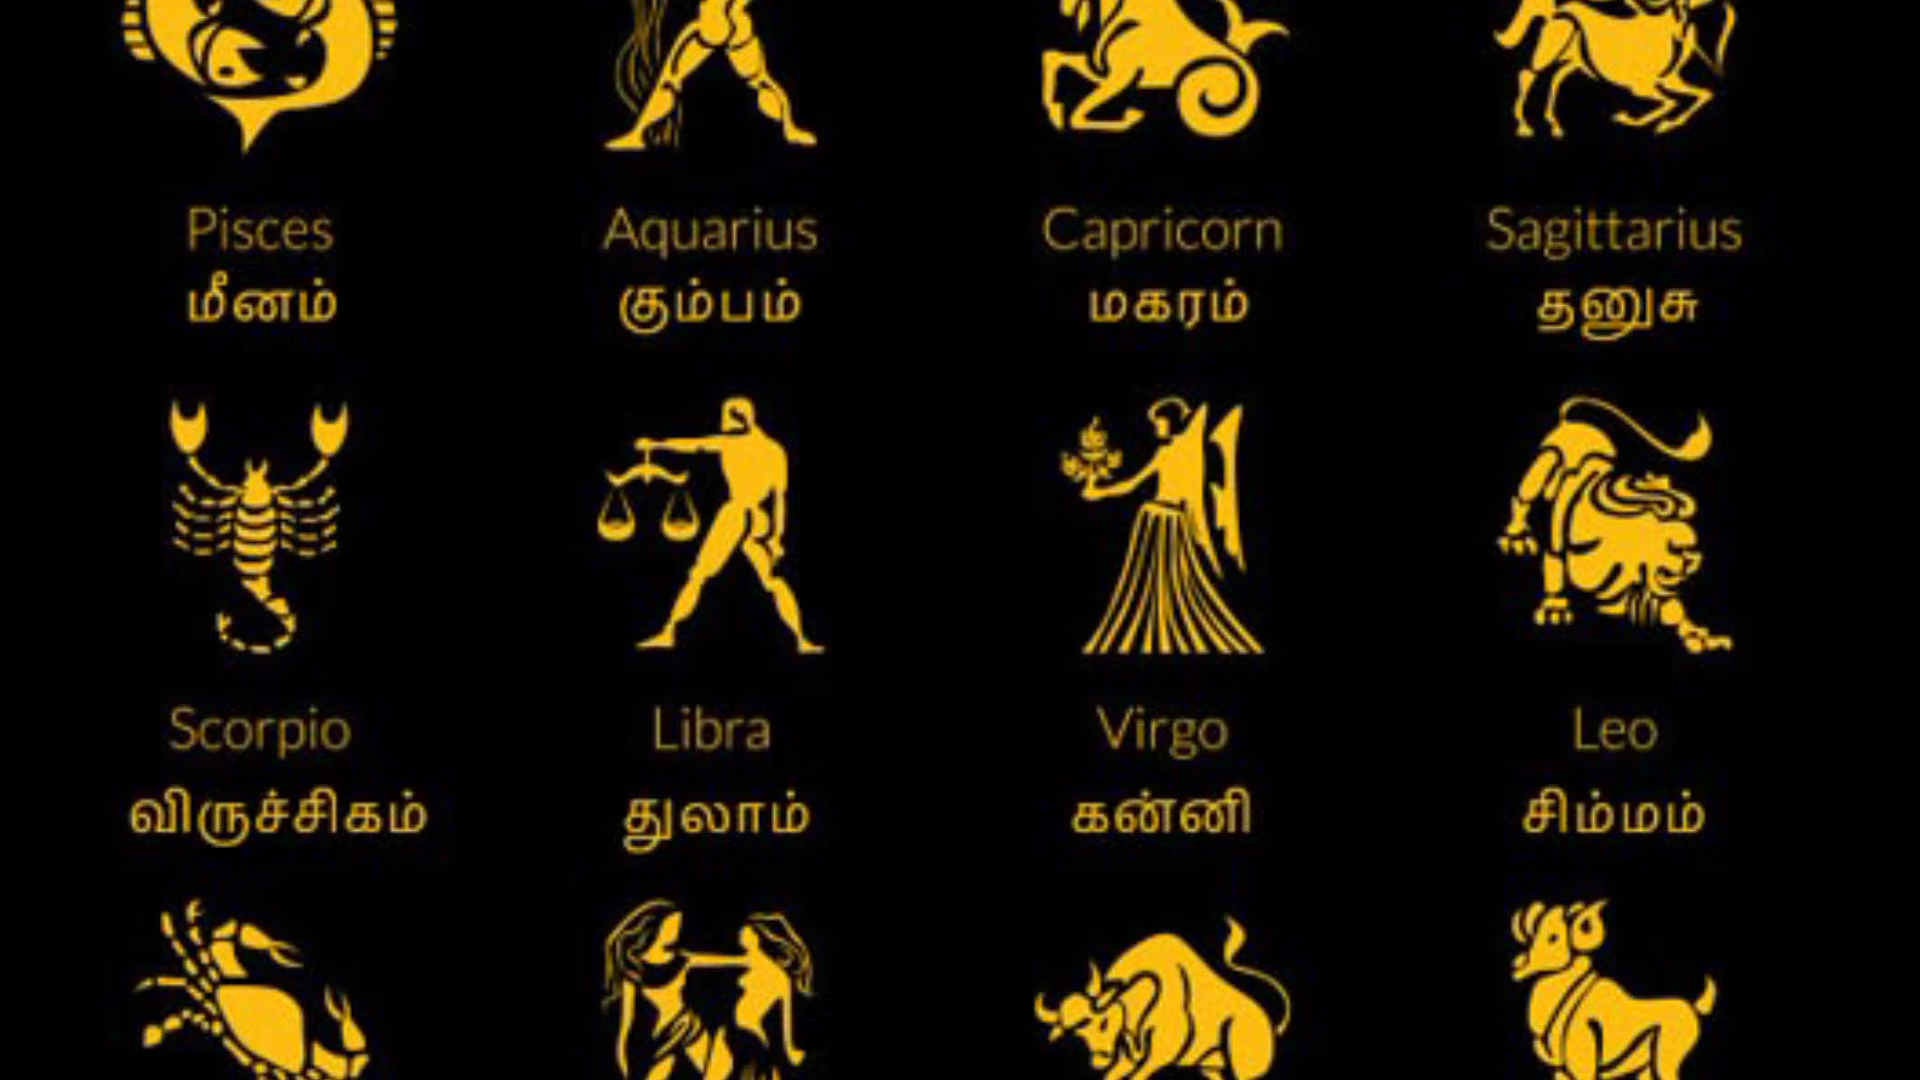 Pisces Aquarius Capricorn Sagittarius
மீனம் கும்பம் மகரம் தனுசு
Scorpio Libra Virgo Leo
விருச்சிகம் துலாம் கன்னி சிம்மம்